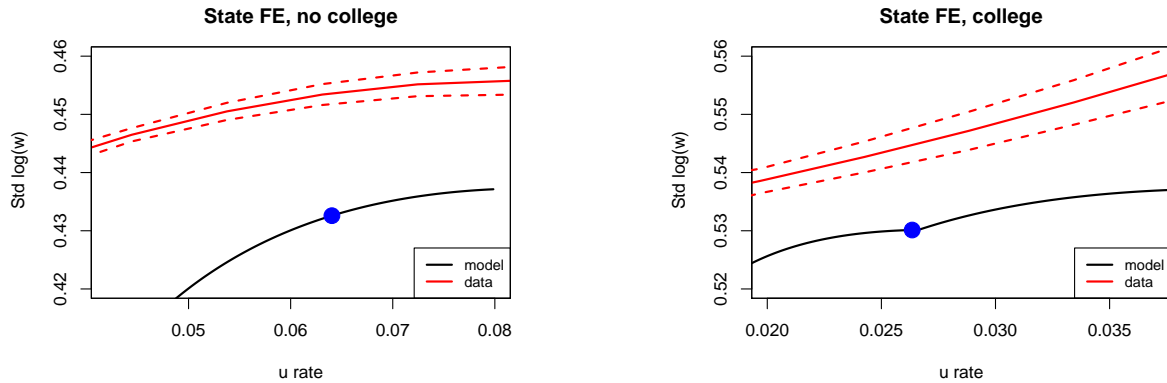 State FE, no college
Std log(w)
0.46
0.45
0.44
0.43
0.42
0.05 0.06 0.07 0.08
u rate
model
data
State FE, college
Std log(w)
0.56
0.55
0.54
0.53
0.52
0.020 0.025 0.030 0.035
u rate
model
data